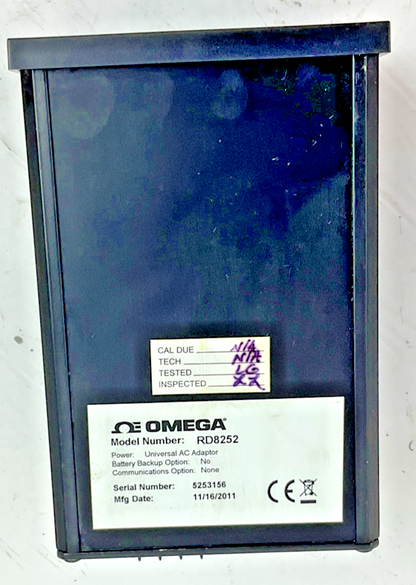 CAL DUE N/A
TECH N/A
TESTED LG
INSPECTED
ΩE OMEGA®
Model Number: RD8252
Power: Universal AC Adaptor
Battery Backup Option: No
Communications Option: None
Serial Number: 5253156
Mfg Date: 11/16/2011
CE